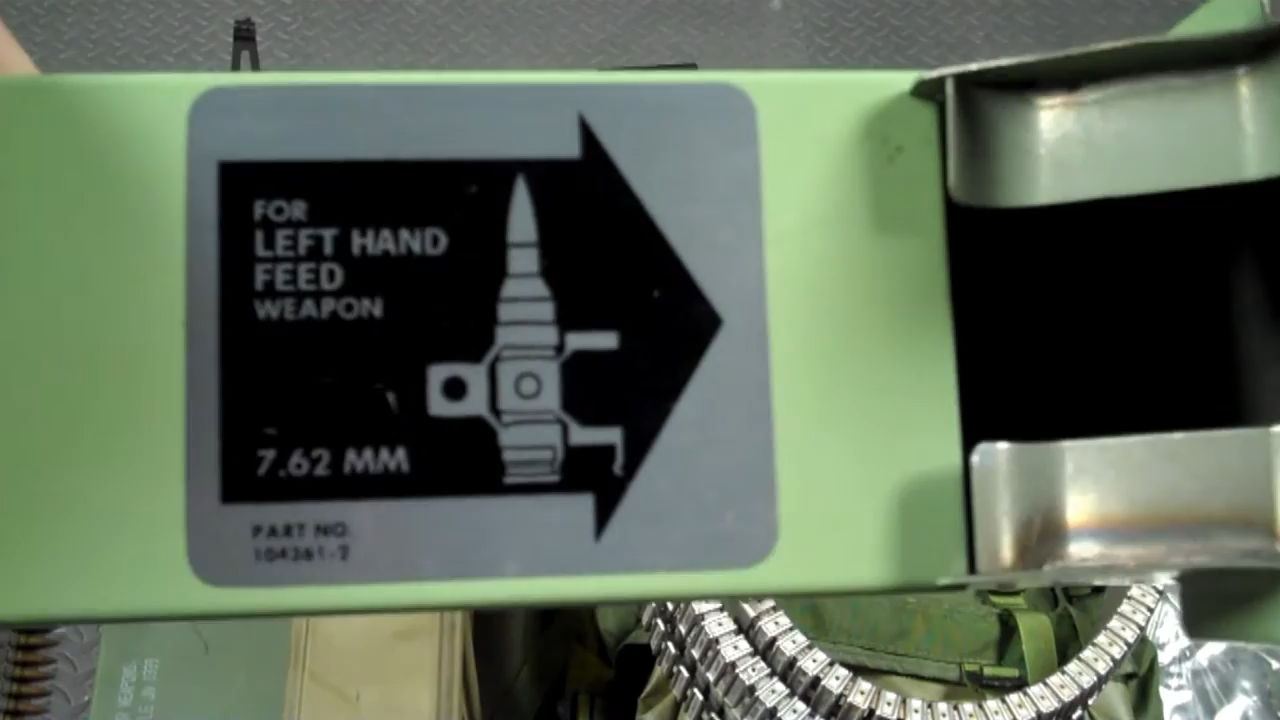 FOR
LEFT HAND
FEED
WEAPON
7.62 MM
PART NO.
104361-2